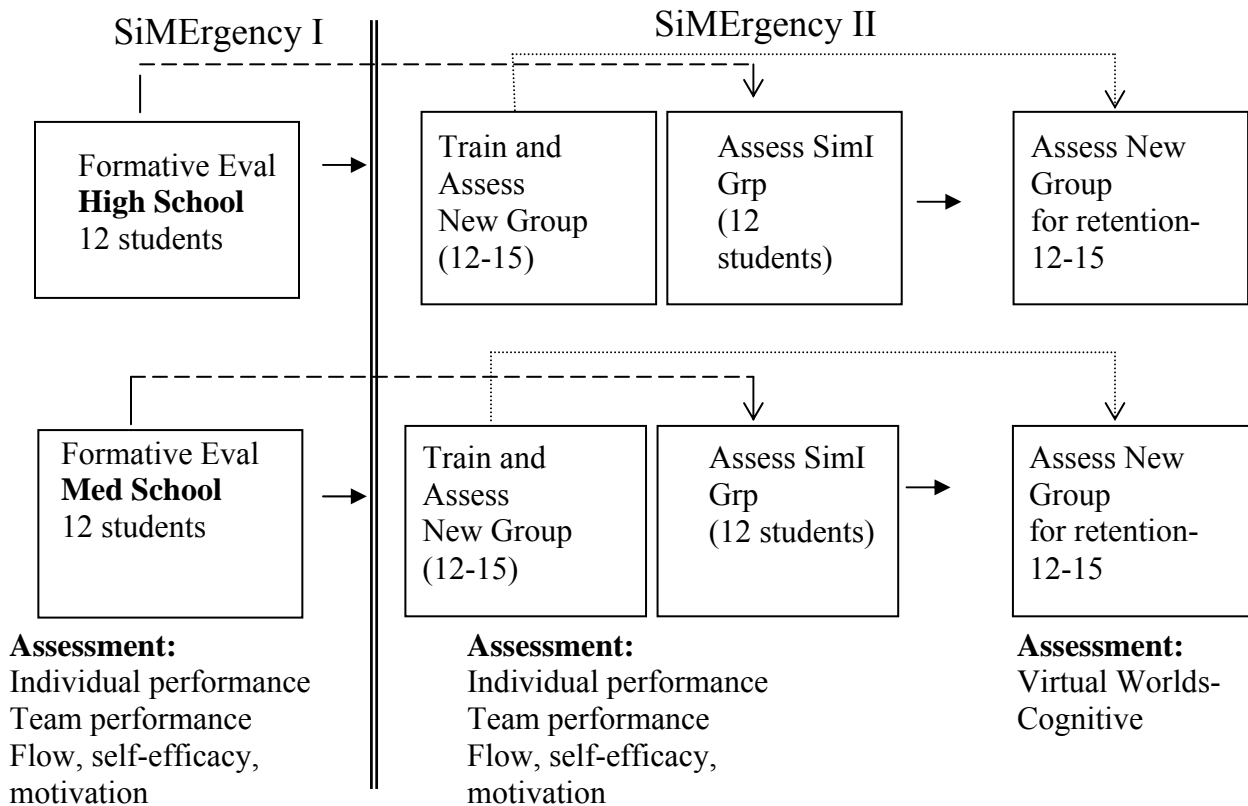 SiMErgency I
SiMErgency II
Formative Eval
High School
12 students
Train and
Assess
New Group
(12-15)
Assess SimI
Grp
(12
students)
Assess New
Group
for retention-
12-15
Formative Eval
Med School
12 students
Train and
Assess
New Group
(12-15)
Assess SimI
Grp
(12 students)
Assess New
Group
for retention-
12-15
Assessment:
Individual performance
Team performance
Flow, self-efficacy,
motivation
Assessment:
Individual performance
Team performance
Flow, self-efficacy,
motivation
Assessment:
Virtual Worlds-
Cognitive